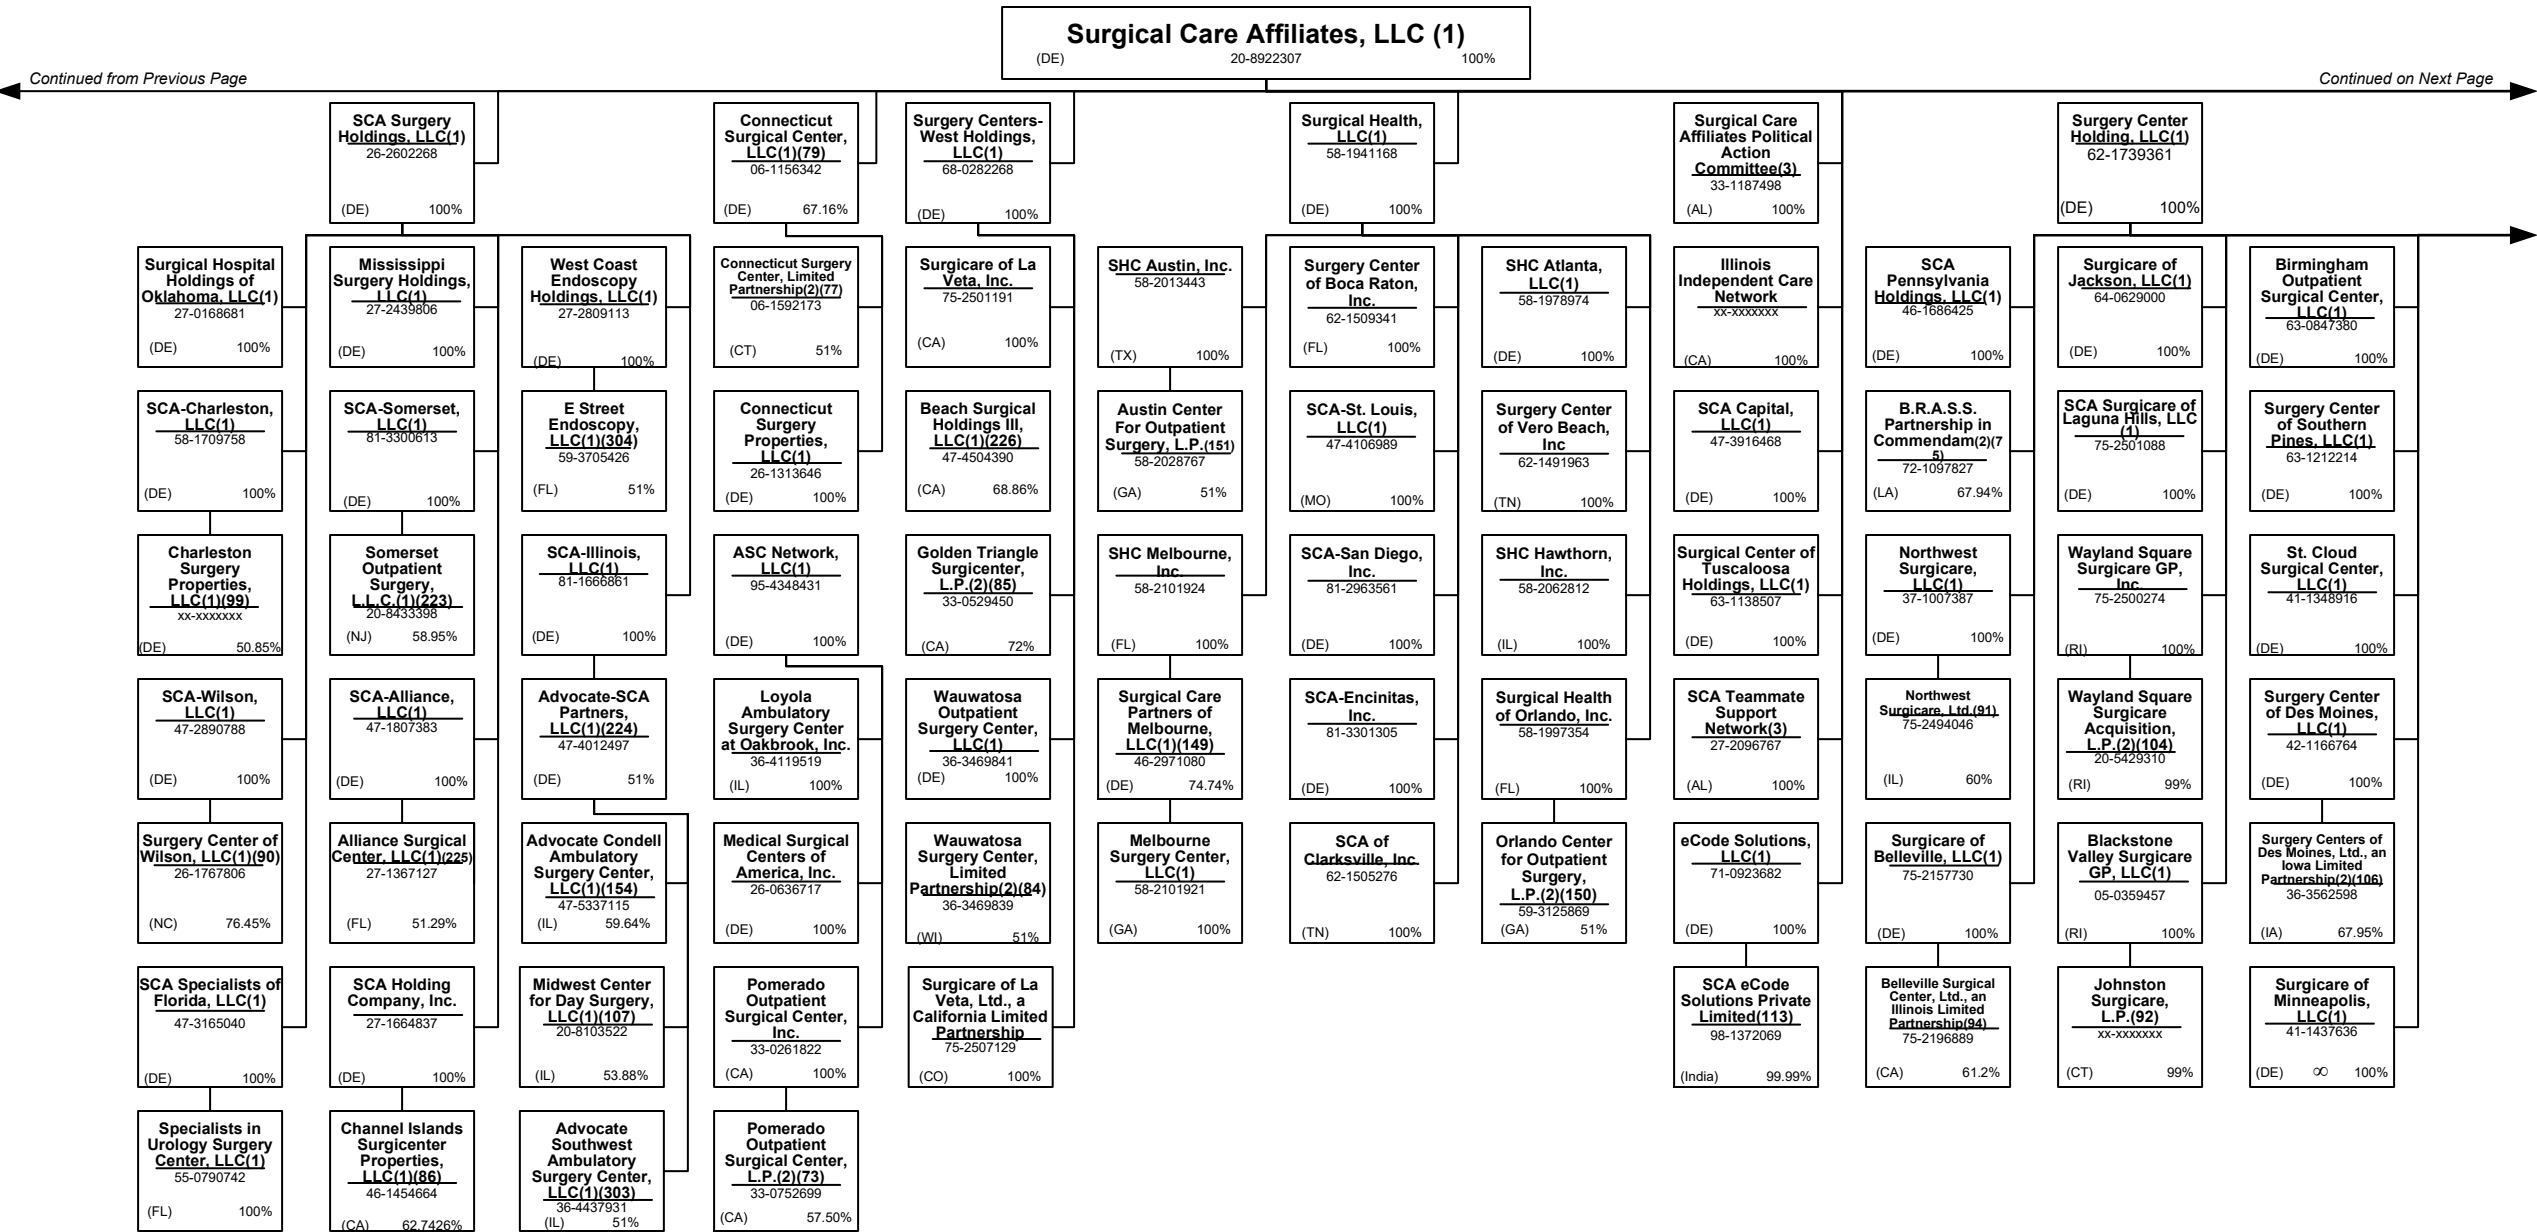 Surgical Care Affiliates, LLC (1)
(DE) 20-8922307 100%
Continued from Previous Page
Continued on Next Page
SCA Surgery
Holdings, LLC(1)
26-2602268
(DE) 100%
Connecticut
Surgical Center,
LLC(1)(79)
06-1156342
(DE) 67.16%
Surgery Centers-
West Holdings,
LLC(1)
68-0282268
(DE) 100%
Surgical Health,
LLC(1)
58-1941168
(DE) 100%
Surgical Care
Affiliates Political
Action
Committee(3)
33-1187498
(AL) 100%
Surgery Center
Holding, LLC(1)
62-1739361
(DE) 100%
Surgical Hospital
Holdings of
Oklahoma, LLC(1)
27-0168681
(DE) 100%
Mississippi
Surgery Holdings,
LLC(1)
27-2439806
(DE) 100%
West Coast
Endoscopy
Holdings, LLC(1)
27-2809113
(DE) 100%
Connecticut Surgery
Center, Limited
Partnership(2)(77)
06-1592173
(CT) 51%
Surgicare of La
Veta, Inc.
75-2501191
(CA) 100%
SHC Austin, Inc.
58-2013443
(TX) 100%
Surgery Center
of Boca Raton,
Inc.
62-1509341
(FL) 100%
SHC Atlanta,
LLC(1)
58-1978974
(DE) 100%
Illinois
Independent Care
Network
xx-xxxxxxx
(CA) 100%
SCA
Pennsylvania
Holdings, LLC(1)
46-1686425
(DE) 100%
Surgicare of
Jackson, LLC(1)
64-0629000
(DE) 100%
Birmingham
Outpatient
Surgical Center,
LLC(1)
63-0847380
(DE) 100%
SCA-Charleston,
LLC(1)
58-1709758
(DE) 100%
SCA-Somerset,
LLC(1)
81-3300613
(DE) 100%
E Street
Endoscopy,
LLC(1)(304)
59-3705426
(FL) 51%
Connecticut
Surgery
Properties,
LLC(1)
26-1313646
(DE) 100%
Beach Surgical
Holdings III,
LLC(1)(226)
47-4504390
(CA) 68.86%
Austin Center
For Outpatient
Surgery, L.P.(151)
58-2028767
(GA) 51%
SCA-St. Louis,
LLC(1)
47-4106989
(MO) 100%
Surgery Center
of Vero Beach,
Inc
62-1491963
(TN) 100%
SCA Capital,
LLC(1)
47-3916468
(DE) 100%
B.R.A.S.S.
Partnership in
Commendam(2)(7
5)
72-1097827
(LA) 67.94%
SCA Surgicare of
Laguna Hills, LLC
(1)
75-2501088
(DE) 100%
Surgery Center
of Southern
Pines, LLC(1)
63-1212214
(DE) 100%
Charleston
Surgery
Properties,
LLC(1)(99)
xx-xxxxxxx
(DE) 50.85%
Somerset
Outpatient
Surgery,
L.L.C.(1)(223)
20-8433398
(NJ) 58.95%
SCA-Illinois,
LLC(1)
81-1666861
(DE) 100%
ASC Network,
LLC(1)
95-4348431
(DE) 100%
Golden Triangle
Surgicenter,
L.P.(2)(85)
33-0529450
(CA) 72%
SHC Melbourne,
Inc.
58-2101924
(FL) 100%
SCA-San Diego,
Inc.
81-2963561
(DE) 100%
SHC Hawthorn,
Inc.
58-2062812
(IL) 100%
Surgical Center of
Tuscaloosa
Holdings, LLC(1)
63-1138507
(DE) 100%
Northwest
Surgicare,
LLC(1)
37-1007387
(DE) 100%
Wayland Square
Surgicare GP,
Inc.
75-2500274
(RI) 100%
St. Cloud
Surgical Center,
LLC(1)
41-1348916
(DE) 100%
SCA-Wilson,
LLC(1)
47-2890788
(DE) 100%
SCA-Alliance,
LLC(1)
47-1807383
(DE) 100%
Advocate-SCA
Partners,
LLC(1)(224)
47-4012497
(DE) 51%
Loyola
Ambulatory
Surgery Center
at Oakbrook, Inc.
36-4119519
(IL) 100%
Wauwatosa
Outpatient
Surgery Center,
LLC(1)
36-3469841
(DE) 100%
Surgical Care
Partners of
Melbourne,
LLC(1)(149)
46-2971080
(DE) 74.74%
SCA-Encinitas,
Inc.
81-3301305
(DE) 100%
Surgical Health
of Orlando, Inc.
58-1997354
(FL) 100%
SCA Teammate
Support
Network(3)
27-2096767
(AL) 100%
Northwest
Surgicare, Ltd.(91)
75-2494046
(IL) 60%
Wayland Square
Surgicare
Acquisition,
L.P.(2)(104)
20-5429310
(RI) 99%
Surgery Center
of Des Moines,
LLC(1)
42-1166764
(DE) 100%
Surgery Center of
Wilson, LLC(1)(90)
26-1767806
(NC) 76.45%
Alliance Surgical
Center, LLC(1)(225)
27-1367127
(FL) 51.29%
Advocate Condell
Ambulatory
Surgery Center,
LLC(1)(154)
47-5337115
(IL) 59.64%
Medical Surgical
Centers of
America, Inc.
26-0636717
(DE) 100%
Wauwatosa
Surgery Center,
Limited
Partnership(2)(84)
36-3469839
(WI) 51%
Melbourne
Surgery Center,
LLC(1)
58-2101921
(GA) 100%
SCA of
Clarksville, Inc.
62-1505276
(TN) 100%
Orlando Center
for Outpatient
Surgery,
L.P.(2)(150)
59-3125869
(GA) 51%
eCode Solutions,
LLC(1)
71-0923682
(DE) 100%
Surgicare of
Belleville, LLC(1)
75-2157730
(DE) 100%
Blackstone
Valley Surgicare
GP, LLC(1)
05-0359457
(RI) 100%
Surgery Centers of
Des Moines, Ltd., an
Iowa Limited
Partnership(2)(106)
36-3562598
(IA) 67.95%
SCA Specialists of
Florida, LLC(1)
47-3165040
(DE) 100%
SCA Holding
Company, Inc.
27-1664837
(DE) 100%
Midwest Center
for Day Surgery,
LLC(1)(107)
20-8103522
(IL) 53.88%
Pomerado
Outpatient
Surgical Center,
Inc.
33-0261822
(CA) 100%
Surgicare of La
Veta, Ltd., a
California Limited
Partnership
75-2507129
(CO) 100%
SCA eCode
Solutions Private
Limited(113)
98-1372069
(India) 99.99%
Belleville Surgical
Center, Ltd., an
Illinois Limited
Partnership(94)
75-2196889
(CA) 61.2%
Johnston
Surgicare,
L.P.(92)
xx-xxxxxxx
(CT) 99%
Surgicare of
Minneapolis,
LLC(1)
41-1437636
(DE) ∞ 100%
Specialists in
Urology Surgery
Center, LLC(1)
55-0790742
(FL) 100%
Channel Islands
Surgicenter
Properties,
LLC(1)(86)
46-1454664
(CA) 62.7426%
Advocate
Southwest
Ambulatory
Surgery Center,
LLC(1)(303)
36-4437931
(IL) 51%
Pomerado
Outpatient
Surgical Center,
L.P.(2)(73)
33-0752699
(CA) 57.50%